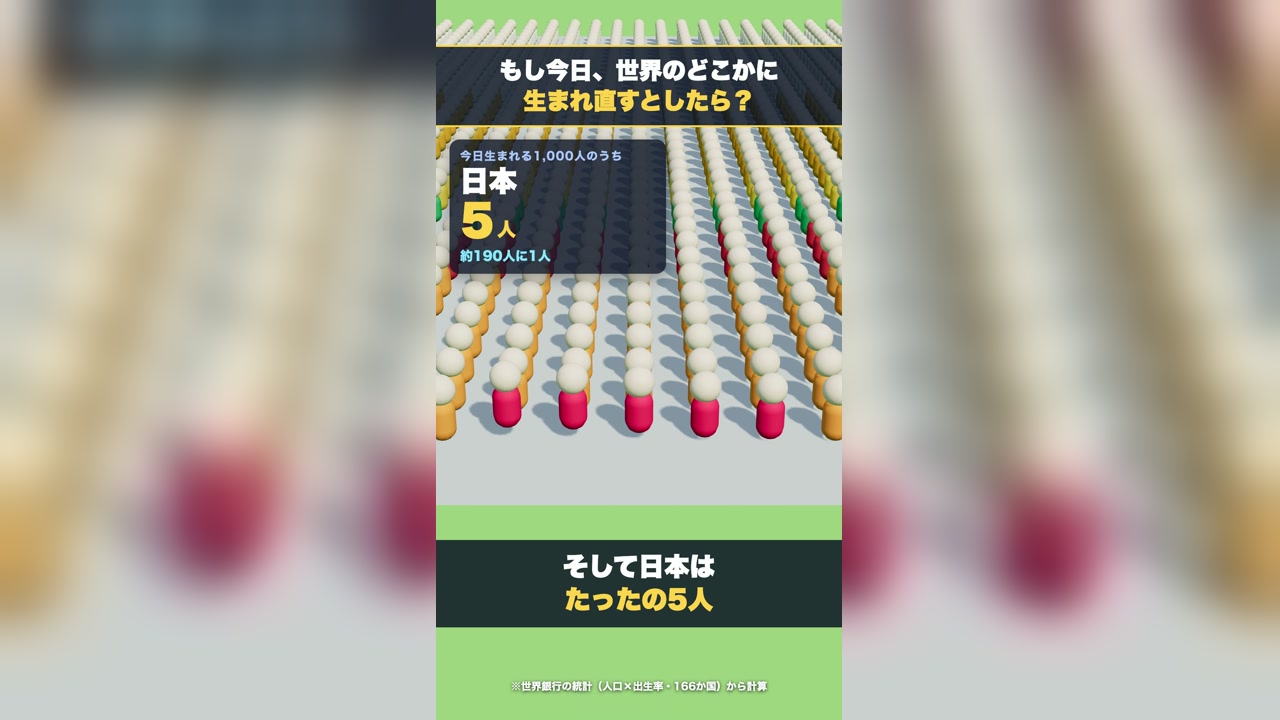 もし今日、世界のどこかに
生まれ直すとしたら？
今日生まれる1,000人のうち
日本
5人
約190人に1人
そして日本は
たったの5人
※世界銀行の統計（人口×出生率・166か国）から計算